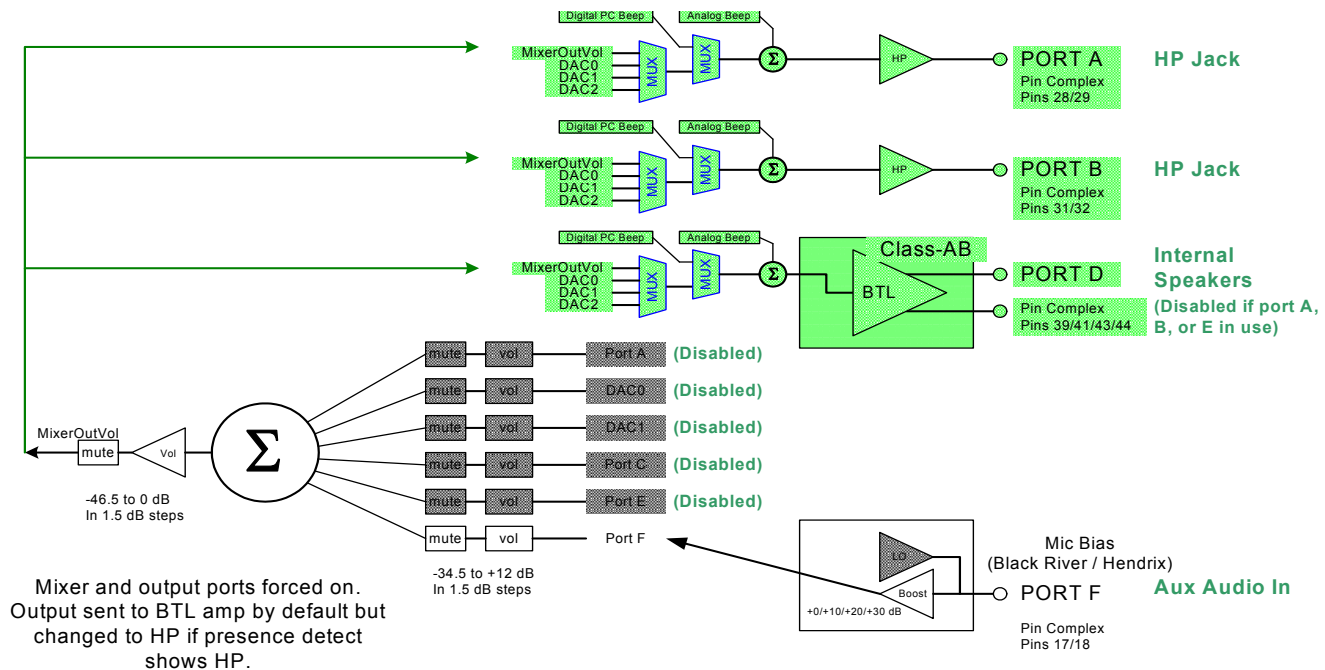 Digital PC Beep
Analog Beep
MixerOutVol
DAC0
DAC1
DAC2
MUX
MUX
Σ
HP
PORT A
Pin Complex
Pins 28/29
HP Jack
Digital PC Beep
Analog Beep
MixerOutVol
DAC0
DAC1
DAC2
MUX
MUX
Σ
HP
PORT B
Pin Complex
Pins 31/32
HP Jack
Digital PC Beep
Analog Beep
MixerOutVol
DAC0
DAC1
DAC2
MUX
MUX
Σ
Class-AB
BTL
PORT D
Pin Complex
Pins 39/41/43/44
Internal
Speakers
(Disabled if port A,
B, or E in use)
mute
vol
Port A
(Disabled)
mute
vol
DAC0
(Disabled)
mute
vol
DAC1
(Disabled)
mute
vol
Port C
(Disabled)
mute
vol
Port E
(Disabled)
mute
vol
Port F
MixerOutVol
mute
Vol
Σ
-46.5 to 0 dB
In 1.5 dB steps
-34.5 to +12 dB
In 1.5 dB steps
Mixer and output ports forced on.
Output sent to BTL amp by default but
changed to HP if presence detect
shows HP.
LO
Boost
+0/+10/+20/+30 dB
Mic Bias
(Black River / Hendrix)
PORT F
Pin Complex
Pins 17/18
Aux Audio In